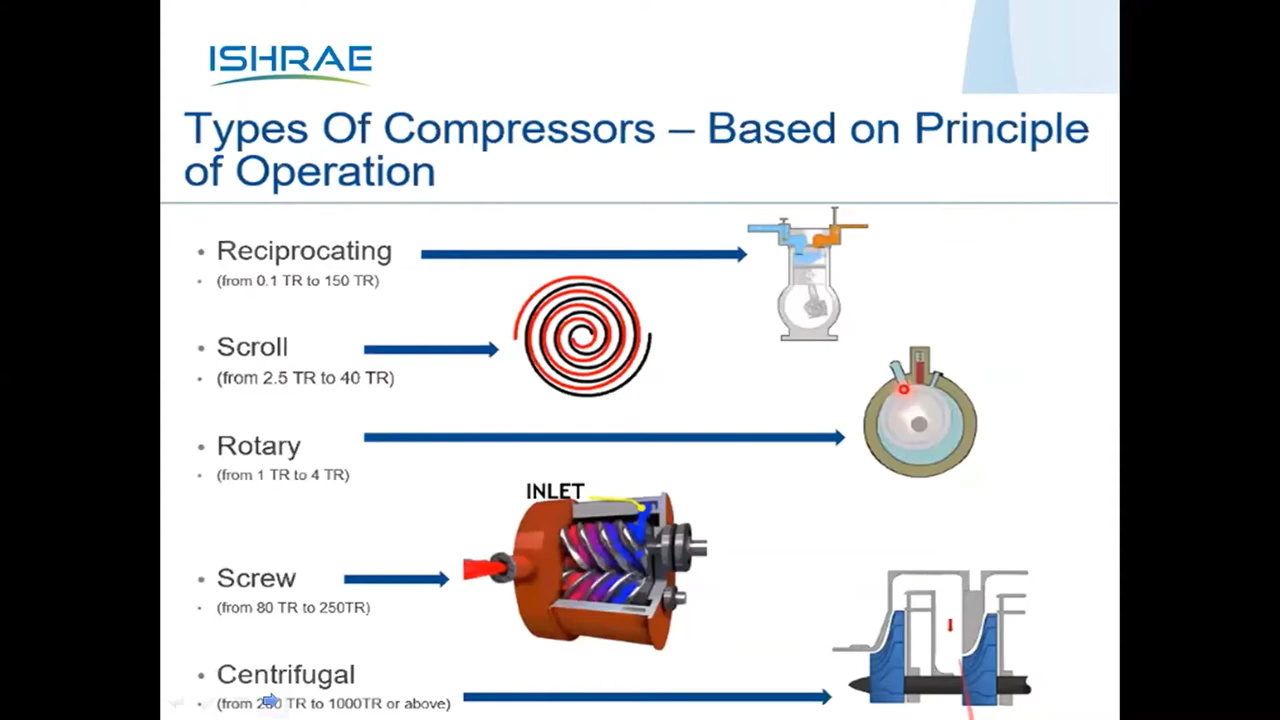 ISHRAE
Types Of Compressors – Based on Principle
of Operation
• Reciprocating
• (from 0.1 TR to 150 TR)
• Scroll
• (from 2.5 TR to 40 TR)
• Rotary
• (from 1 TR to 4 TR)
INLET
• Screw
• (from 80 TR to 250TR)
• Centrifugal
(from TR to 1000TR or above)